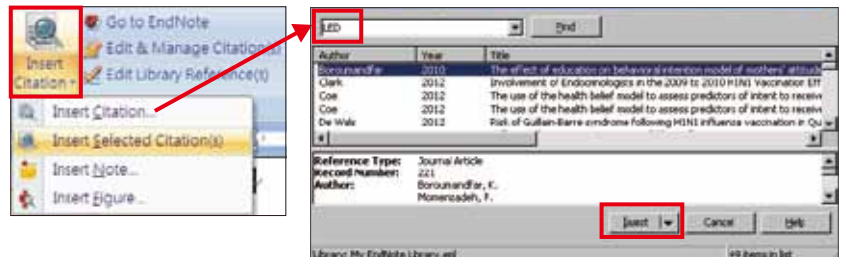 Go to EndNote
Edit & Manage Citation(s)
Edit Library Reference(s)
Insert
Citation
Insert Citation...
Insert Selected Citation(s)
Insert Note...
Insert Figure...
LED
Find
Author Year Title
Boroumandfar 2010 The effect of education on behavioral intention model of mothers' attitude
Clark 2012 Involvement of Endocrinologists in the 2009 to 2010 H1N1 Vaccination Eff
Coe 2012 The use of the health belief model to assess predictors of intent to receive
Coe 2012 The use of the health belief model to assess predictors of intent to receive
De Wals 2012 Risk of Guillain-Barre syndrome following H1N1 influenza vaccination in Qu
Reference Type: Journal Article
Record Number: 221
Author: Boroumandfar, K.
Momenzadeh, F.
Insert
Cancel
Help
Library: My EndNote Library.enl
49 items in list